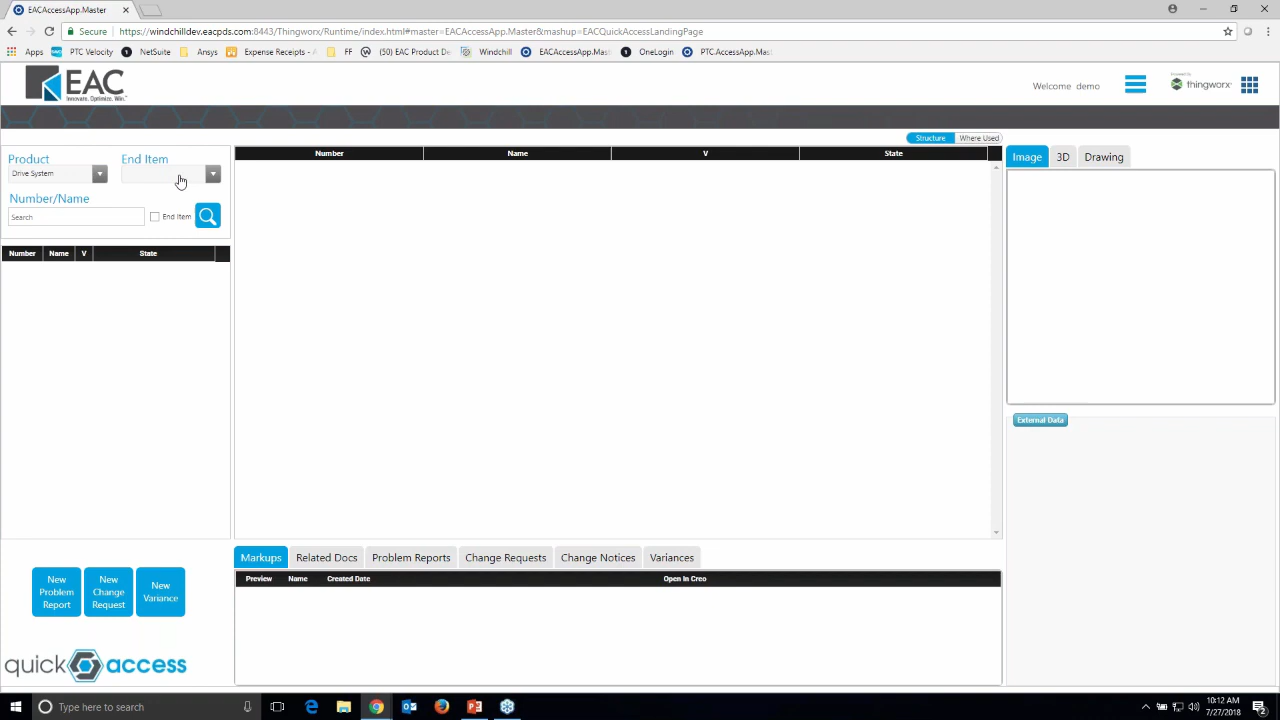 EACAccessApp.Master
Secure https://windchilldev.eacpds.com:8443/Thingworx/Runtime/index.html#master=EACAccessApp.Master&mashup=EACQuickAccessLandingPage
Apps PTC Velocity NetSuite Ansys Expense Receipts - A FF (50) EAC Product De Windchill EACAccessApp.Mas OneLogin PTC.AccessApp.Mast
EAC
Innovate. Optimize. Win.
Welcome demo
thingworx
Structure Where Used
Product End Item
Drive System
Number/Name
Search End Item
Number Name V State
Number Name V State
Image 3D Drawing
External Data
Markups Related Docs Problem Reports Change Requests Change Notices Variances
Preview Name Created Date Open In Creo
New Problem Report
New Change Request
New Variance
quick access
Type here to search
10:12 AM
7/27/2018
2